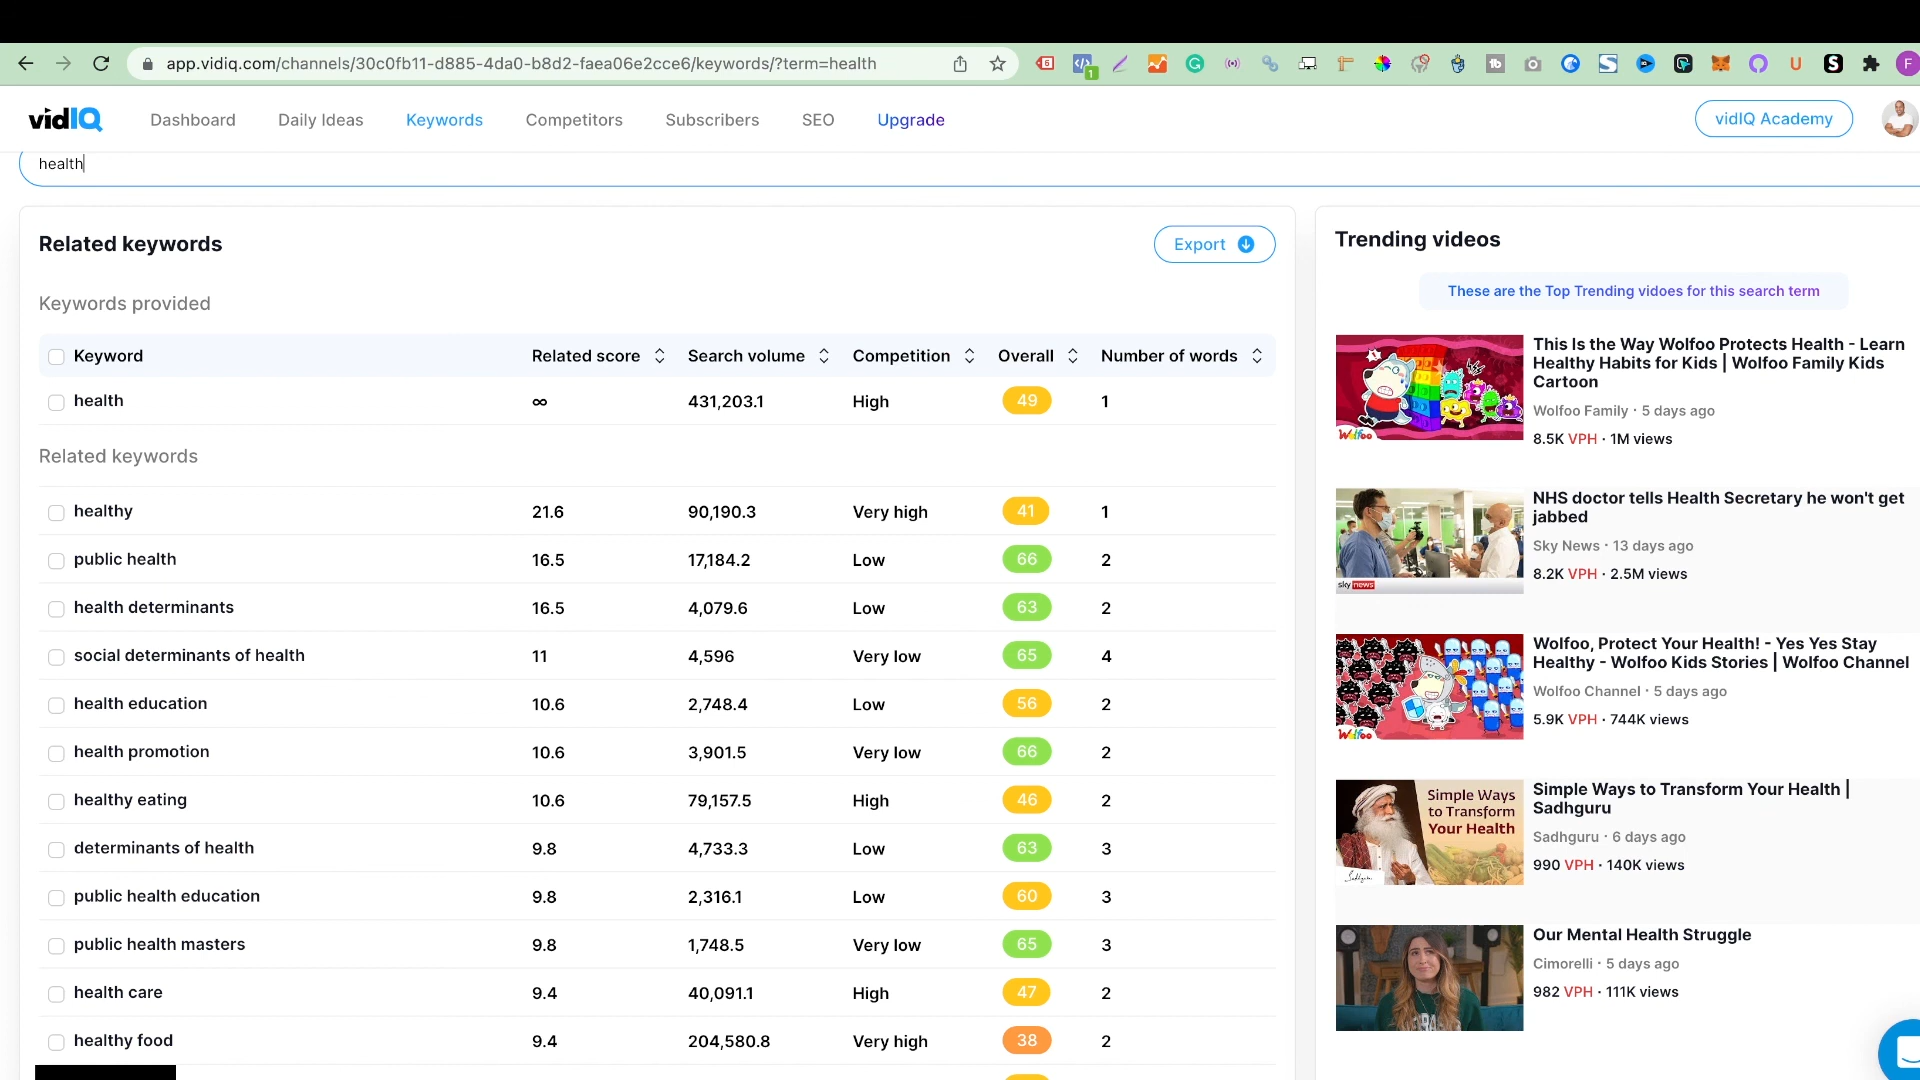 app.vidiq.com/channels/30c0fb11-d885-4da0-b8d2-faea06e2cce6/keywords/?term=health
6
1
tb
U
S
F
vidIQ
Dashboard
Daily Ideas
Keywords
Competitors
Subscribers
SEO
Upgrade
vidIQ Academy
health
Related keywords
Export
Keywords provided
Keyword Related score Search volume Competition Overall Number of words
health ∞ 431,203.1 High 49 1
Related keywords
healthy 21.6 90,190.3 Very high 41 1
public health 16.5 17,184.2 Low 66 2
health determinants 16.5 4,079.6 Low 63 2
social determinants of health 11 4,596 Very low 65 4
health education 10.6 2,748.4 Low 56 2
health promotion 10.6 3,901.5 Very low 66 2
healthy eating 10.6 79,157.5 High 46 2
determinants of health 9.8 4,733.3 Low 63 3
public health education 9.8 2,316.1 Low 60 3
public health masters 9.8 1,748.5 Very low 65 3
health care 9.4 40,091.1 High 47 2
healthy food 9.4 204,580.8 Very high 38 2
Trending videos
These are the Top Trending vidoes for this search term
Wolfoo
This Is the Way Wolfoo Protects Health - Learn
Healthy Habits for Kids | Wolfoo Family Kids
Cartoon
Wolfoo Family · 5 days ago
8.5K VPH · 1M views
sky news
NHS doctor tells Health Secretary he won't get
jabbed
Sky News · 13 days ago
8.2K VPH · 2.5M views
Wolfoo
Wolfoo, Protect Your Health! - Yes Yes Stay
Healthy - Wolfoo Kids Stories | Wolfoo Channel
Wolfoo Channel · 5 days ago
5.9K VPH · 744K views
Simple Ways
to Transform
Your Health
Simple Ways to Transform Your Health |
Sadhguru
Sadhguru · 6 days ago
990 VPH · 140K views
Our Mental Health Struggle
Cimorelli · 5 days ago
982 VPH · 111K views